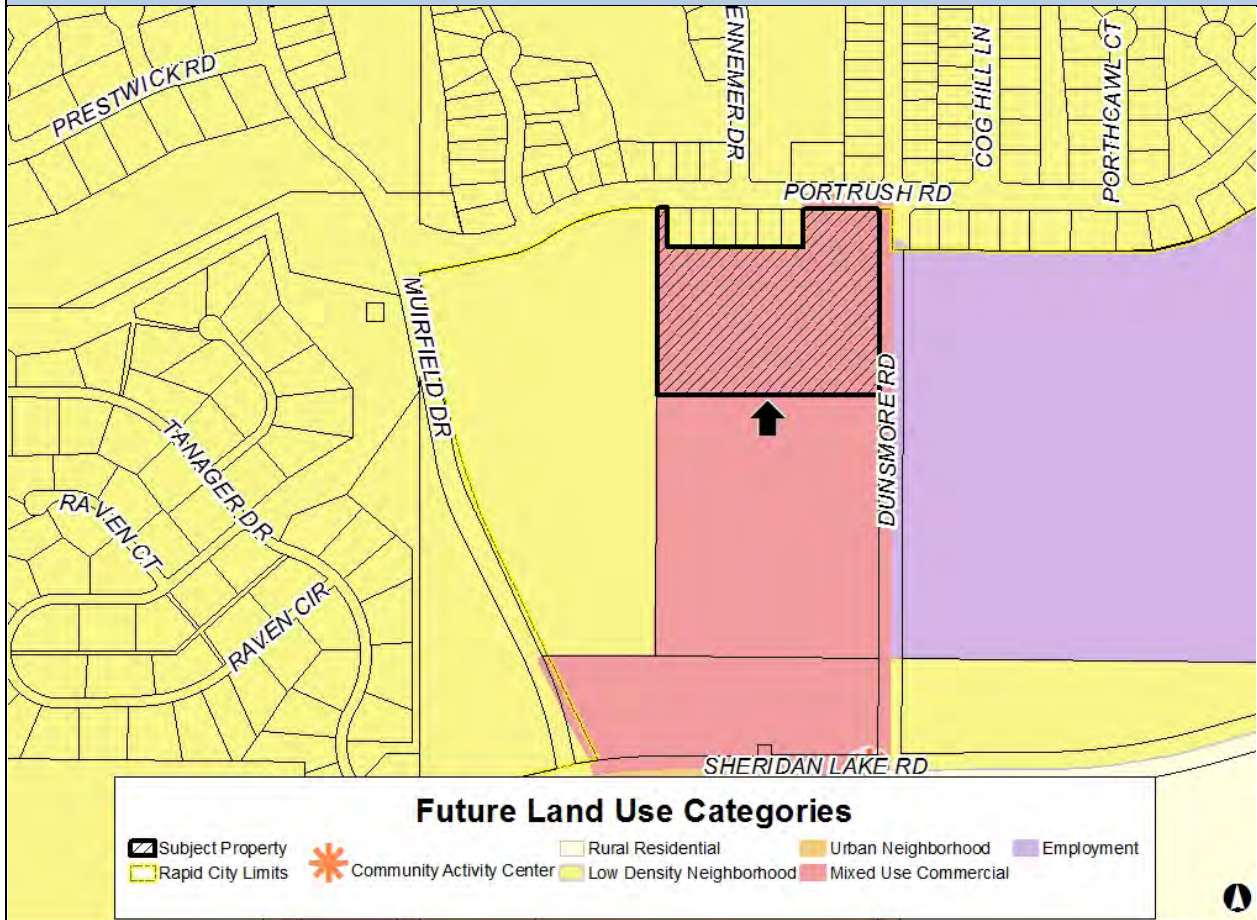 PRESTWICK RD
ENNEMER DR
COG HILL LN
PORTHCAWL CT
PORTRUSH RD
MUIRFIELD DR
DUNSMORE RD
TANAGER DR
RAVEN CT
RAVEN CIR
SHERIDAN LAKE RD
Future Land Use Categories
Subject Property
Rapid City Limits
Community Activity Center
Rural Residential
Low Density Neighborhood
Urban Neighborhood
Mixed Use Commercial
Employment